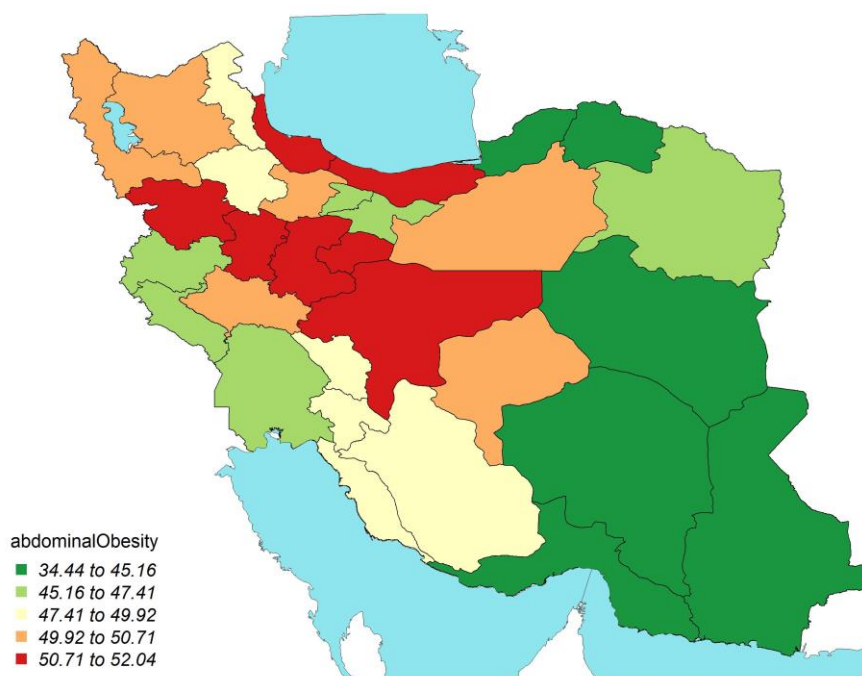 abdominalObesity
34.44 to 45.16
45.16 to 47.41
47.41 to 49.92
49.92 to 50.71
50.71 to 52.04